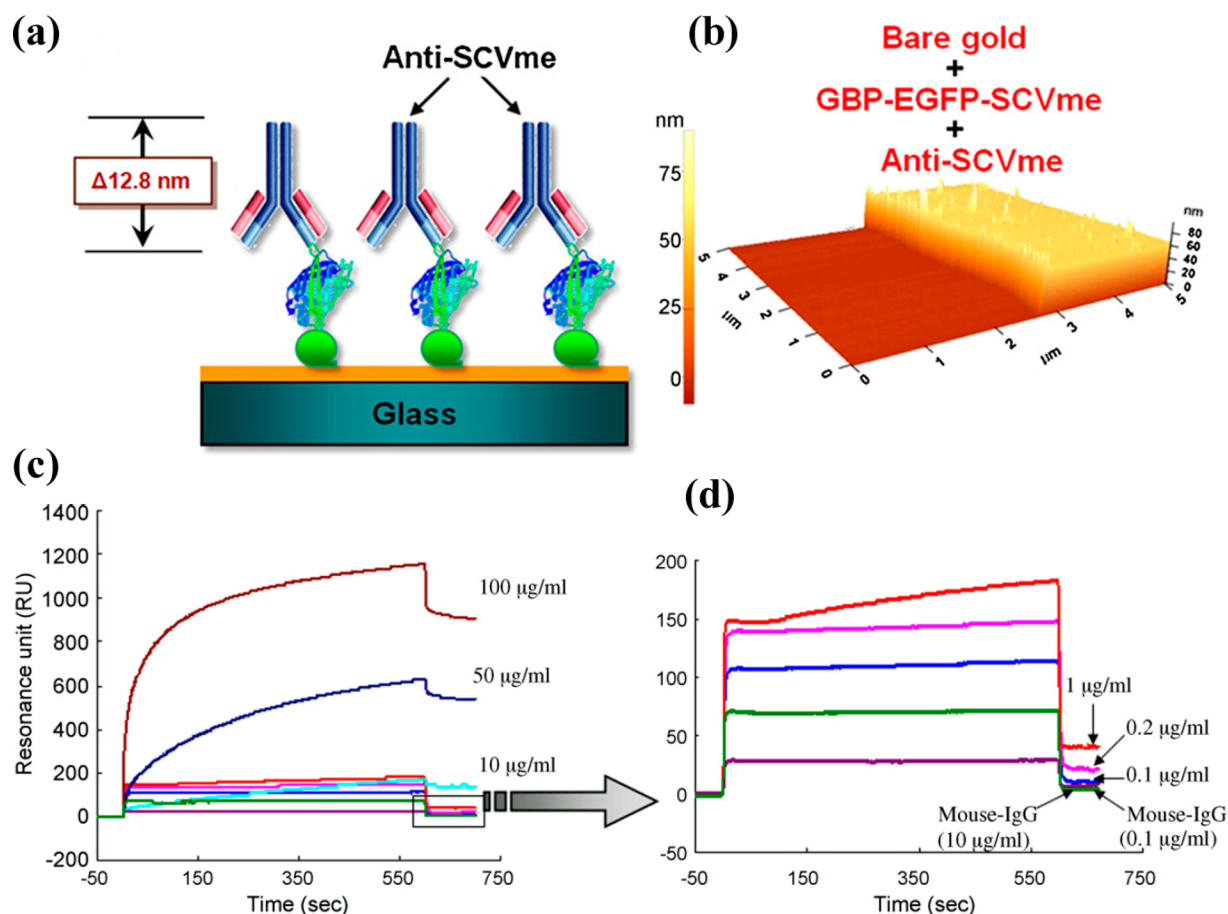 (a)
Anti-SCVme
Δ12.8 nm
Glass
(b)
Bare gold
+
GBP-EGFP-SCVme
+
Anti-SCVme
nm
75
50
25
0
nm
80
60
40
20
0
5
4
3
2
1
0
μm
0
1
2
3
4
5
μm
(c)
1400
1200
1000
800
600
400
200
0
-200
Resonance unit (RU)
-50 150 350 550 750
Time (sec)
100 μg/ml
50 μg/ml
10 μg/ml
(d)
200
150
100
50
0
-50
-50 150 350 550 750
Time (sec)
1 μg/ml
0.2 μg/ml
0.1 μg/ml
Mouse-IgG
(10 μg/ml)
Mouse-IgG
(0.1 μg/ml)